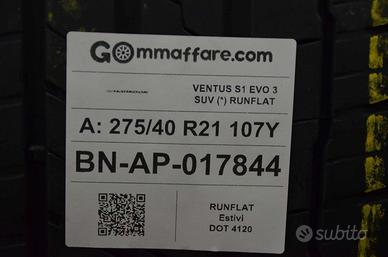 GOmmaffare.com
VENTUS S1 EVO 3
SUV (*) RUNFLAT
A: 275/40 R21 107Y
BN-AP-017844
RUNFLAT
Estivi
DOT 4120
subito